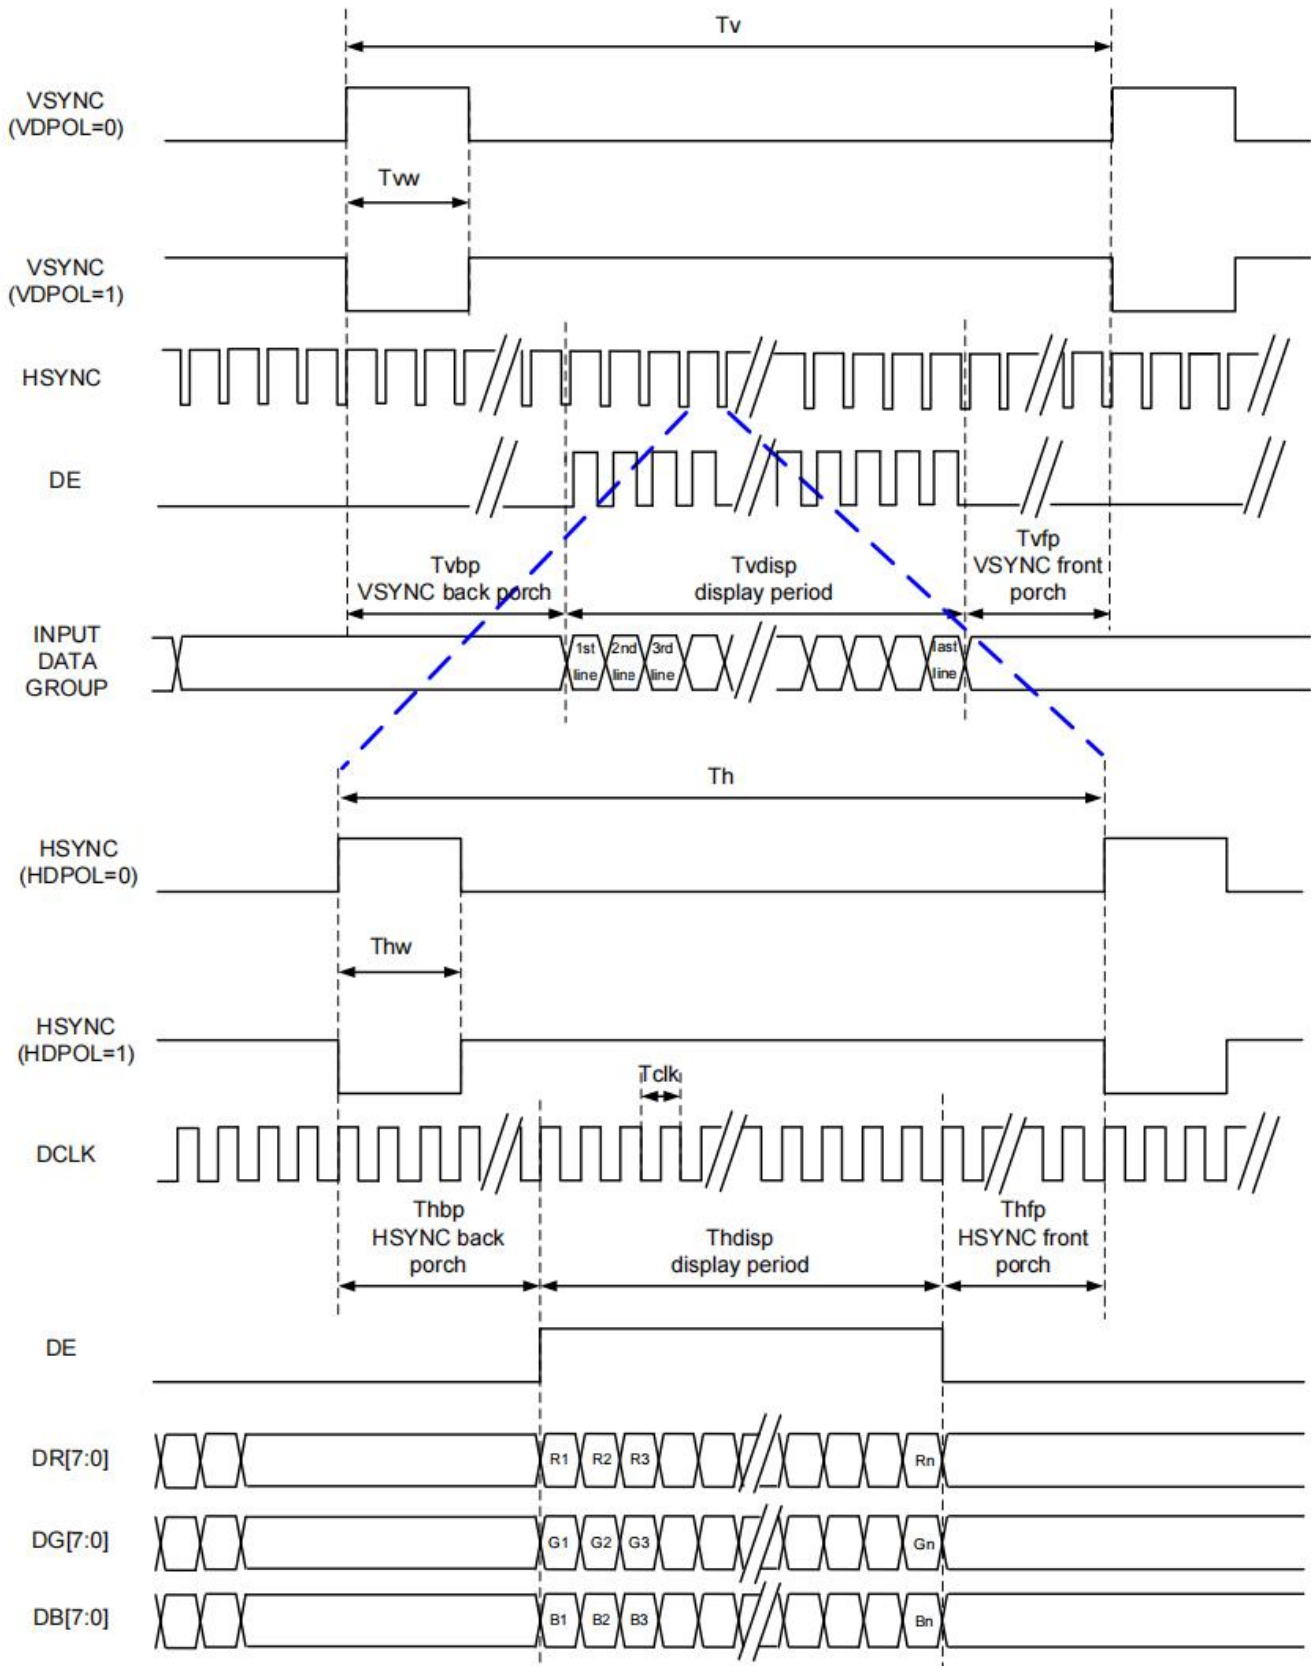 Tv
VSYNC
(VDPOL=0)
Tvw
VSYNC
(VDPOL=1)
HSYNC
DE
Tvbp
VSYNC back porch
Tvdisp
display period
Tvfp
VSYNC front
porch
INPUT
DATA
GROUP
1st
line
2nd
line
3rd
line
last
line
Th
HSYNC
(HDPOL=0)
Thw
HSYNC
(HDPOL=1)
Tclk
DCLK
Thbp
HSYNC back
porch
Thdisp
display period
Thfp
HSYNC front
porch
DE
DR[7:0]
R1 R2 R3 Rn
DG[7:0]
G1 G2 G3 Gn
DB[7:0]
B1 B2 B3 Bn